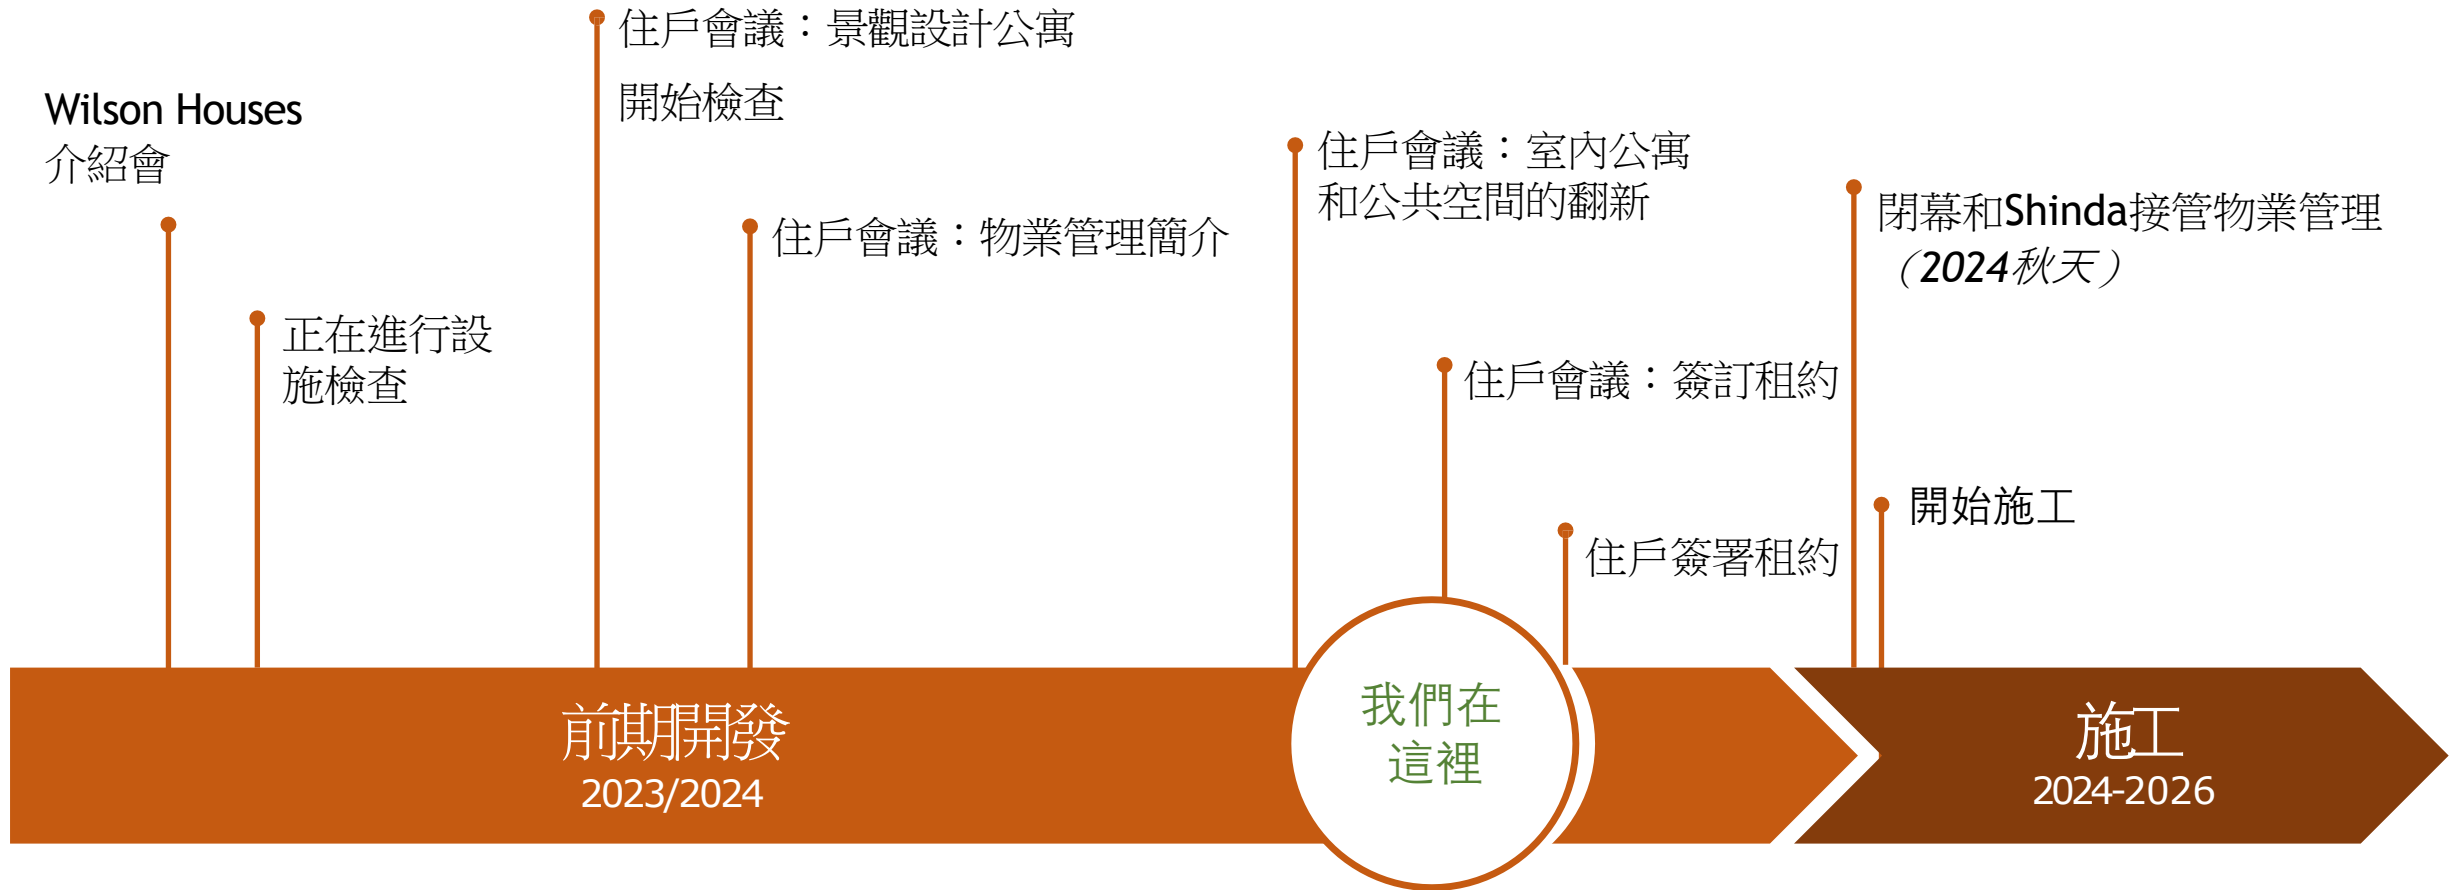 Wilson Houses
介紹會
正在進行設
施檢查
住戶會議：景觀設計公寓
開始檢查
住戶會議：物業管理簡介
住戶會議：室內公寓
和公共空間的翻新
住戶會議：簽訂租約
住戶簽署租約
閉幕和Shinda接管物業管理
（2024秋天）
開始施工
前期開發
2023/2024
我們在
這裡
施工
2024-2026